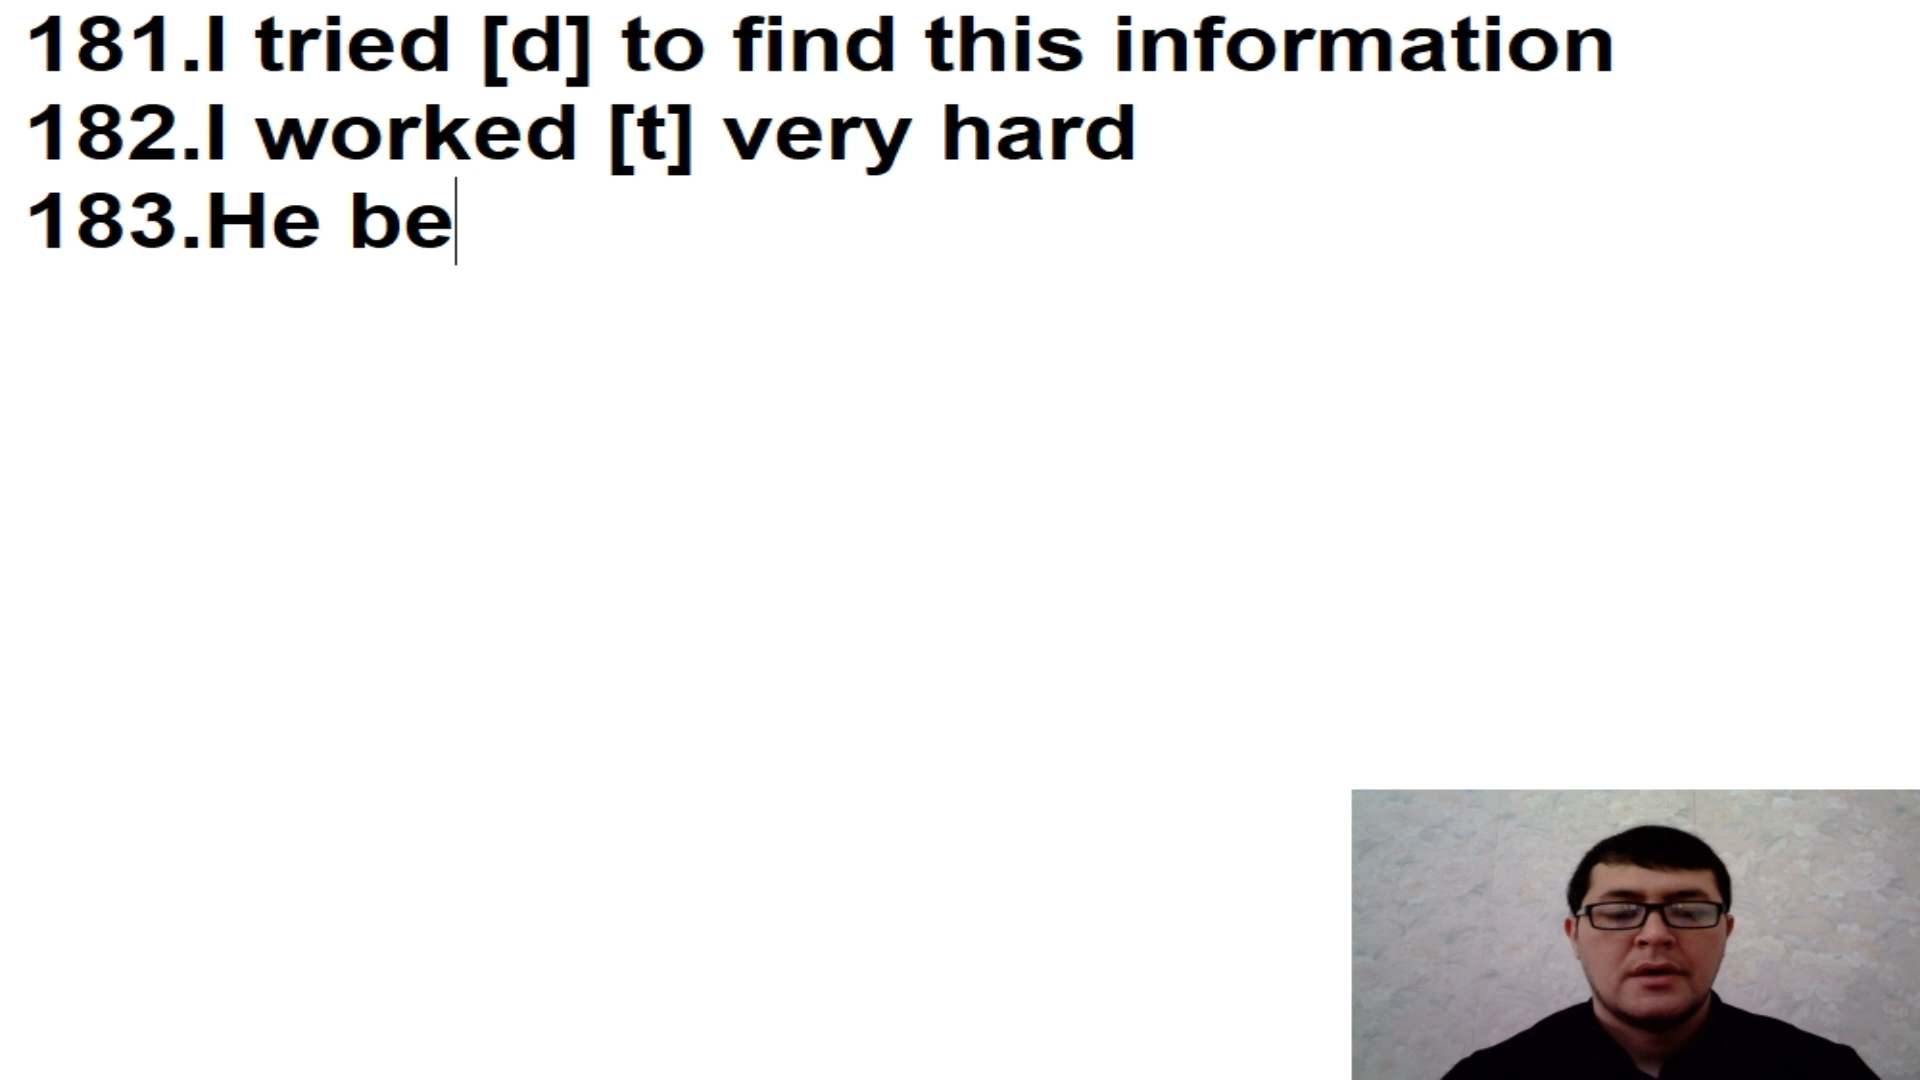 181.I tried [d] to find this information
182.I worked [t] very hard
183.He be